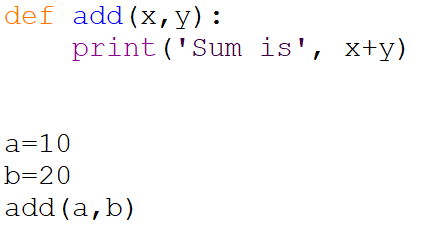 def add(x,y):
    print('Sum is', x+y)
a=10
b=20
add(a,b)